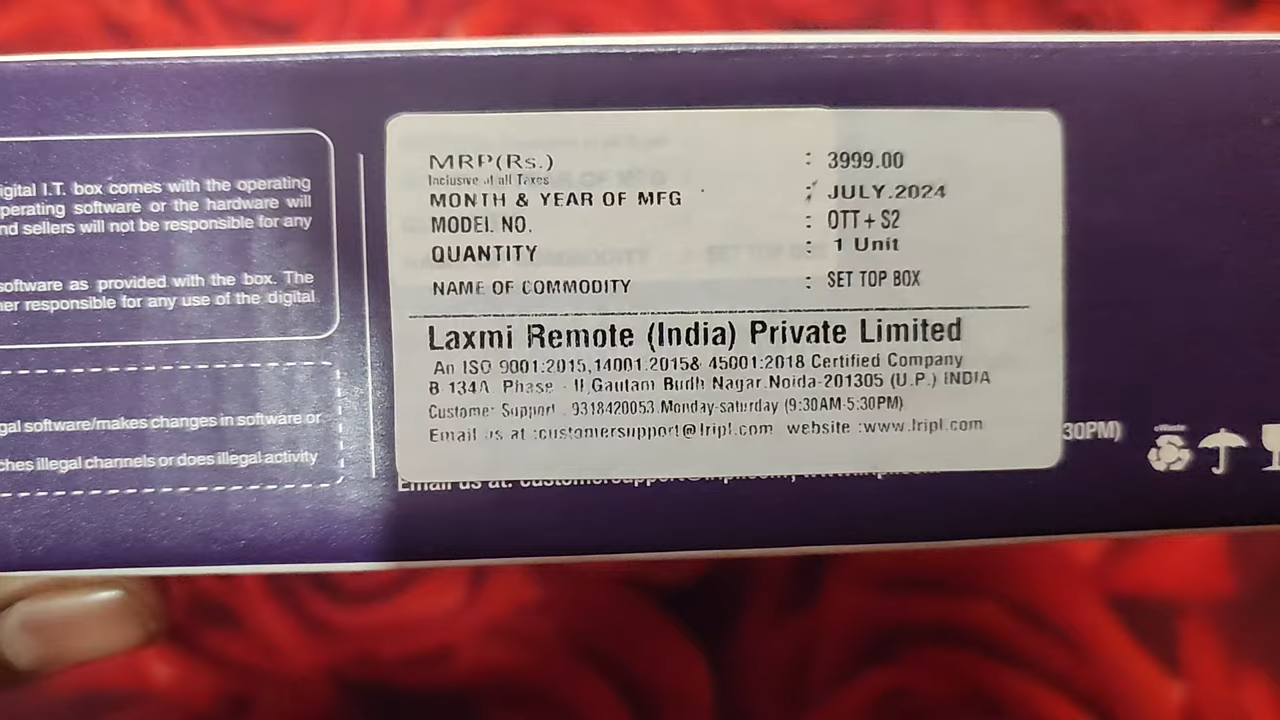 igital I.T. box comes with the operating
perating software or the hardware will
nd sellers will not be responsible for any
software as provided with the box. The
er responsible for any use of the digital
gal software/makes changes in software or
ches illegal channels or does illegal activity
MRP(Rs.) : 3999.00
Inclusive of all Taxes
MONTH & YEAR OF MFG : JULY.2024
MODEL NO. : OTT+S2
QUANTITY : 1 Unit
NAME OF COMMODITY : SET TOP BOX
Laxmi Remote (India) Private Limited
An ISO 9001:2015,14001:2015& 45001:2018 Certified Company
B 134A Phase - II,Gautam Budh Nagar.Noida-201305 (U.P.) INDIA
Customer Support . 9318420053.Monday-saturday (9:30AM-5:30PM)
Email us at :customersupport@lripl.com website :www.lripl.com
30PM)
Email us at:
eWaste